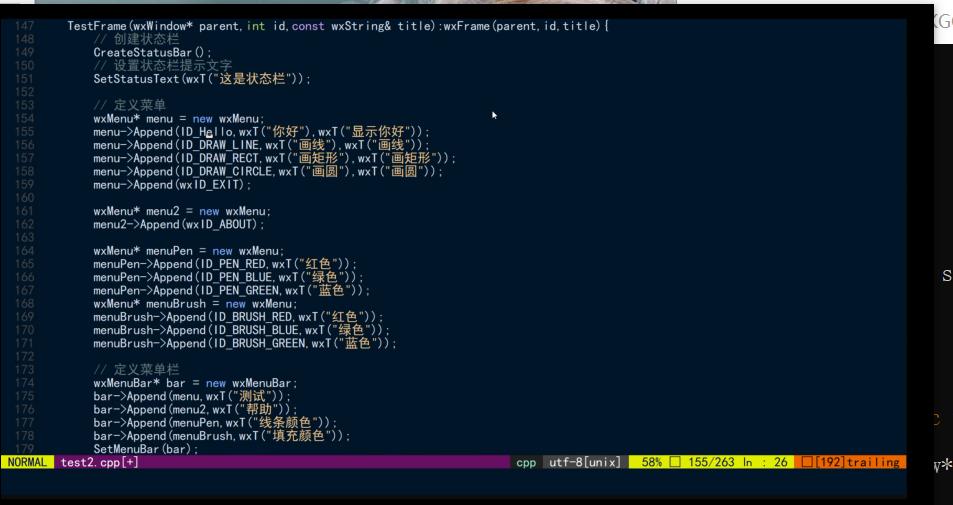 147 TestFrame(wxWindow* parent,int id,const wxString& title):wxFrame(parent,id,title){
148 // 创建状态栏
149 CreateStatusBar();
150 // 设置状态栏提示文字
151 SetStatusText(wxT("这是状态栏"));
152
153 // 定义菜单
154 wxMenu* menu = new wxMenu;
155 menu->Append(ID_Hello,wxT("你好"),wxT("显示你好"));
156 menu->Append(ID_DRAW_LINE,wxT("画线"),wxT("画线"));
157 menu->Append(ID_DRAW_RECT,wxT("画矩形"),wxT("画矩形"));
158 menu->Append(ID_DRAW_CIRCLE,wxT("画圆"),wxT("画圆"));
159 menu->Append(wxID_EXIT);
160
161 wxMenu* menu2 = new wxMenu;
162 menu2->Append(wxID_ABOUT);
163
164 wxMenu* menuPen = new wxMenu;
165 menuPen->Append(ID_PEN_RED,wxT("红色"));
166 menuPen->Append(ID_PEN_BLUE,wxT("绿色"));
167 menuPen->Append(ID_PEN_GREEN,wxT("蓝色"));
168 wxMenu* menuBrush = new wxMenu;
169 menuBrush->Append(ID_BRUSH_RED,wxT("红色"));
170 menuBrush->Append(ID_BRUSH_BLUE,wxT("绿色"));
171 menuBrush->Append(ID_BRUSH_GREEN,wxT("蓝色"));
172
173 // 定义菜单栏
174 wxMenuBar* bar = new wxMenuBar;
175 bar->Append(menu,wxT("测试"));
176 bar->Append(menu2,wxT("帮助"));
177 bar->Append(menuPen,wxT("线条颜色"));
178 bar->Append(menuBrush,wxT("填充颜色"));
179 SetMenuBar(bar);
NORMAL test2.cpp[+] cpp utf-8[unix] 58% 155/263 ln : 26 [192]trailing